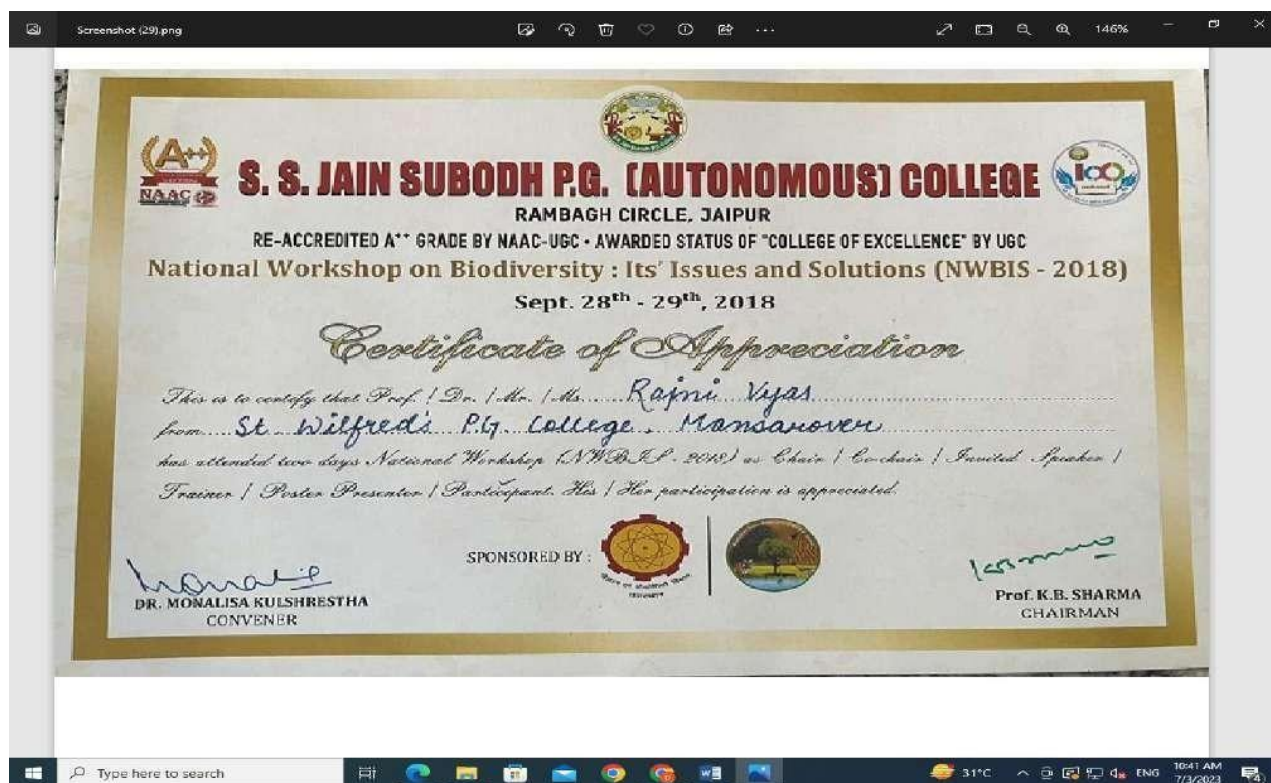 Screenshot (29).png
146%
A++
NAAC
S. S. JAIN SUBODH P.G. (AUTONOMOUS) COLLEGE
100
RAMBAGH CIRCLE, JAIPUR
RE-ACCREDITED A++ GRADE BY NAAC-UGC • AWARDED STATUS OF "COLLEGE OF EXCELLENCE" BY UGC
National Workshop on Biodiversity : Its' Issues and Solutions (NWBIS - 2018)
Sept. 28th - 29th, 2018
Certificate of Appreciation
This is to certify that Prof. / Dr. / Mr. / Ms. Rajni Vyas
from St Wilfred's P.G. College, Mansarover
has attended two days National Workshop (NWBIS - 2018) as Chair / Co-chair / Invited Speaker /
Trainer / Poster Presenter / Participant. His / Her participation is appreciated.
SPONSORED BY :
DR. MONALISA KULSHRESTHA
CONVENER
Prof. K.B. SHARMA
CHAIRMAN
Type here to search
31°C
ENG
10:41 AM
7/3/2023